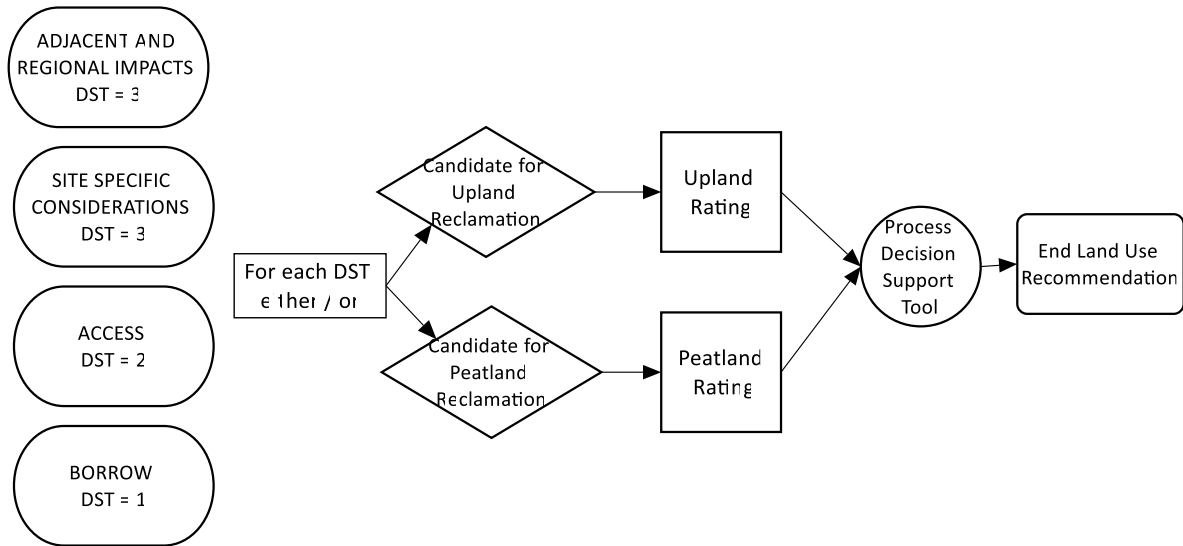 ADJACENT AND
REGIONAL IMPACTS
DST = 3
SITE SPECIFIC
CONSIDERATIONS
DST = 3
ACCESS
DST = 2
BORROW
DST = 1
For each DST
either / or
Candidate for
Upland
Reclamation
Candidate for
Peatland
Reclamation
Upland
Rating
Peatland
Rating
Process
Decision
Support
Tool
End Land Use
Recommendation